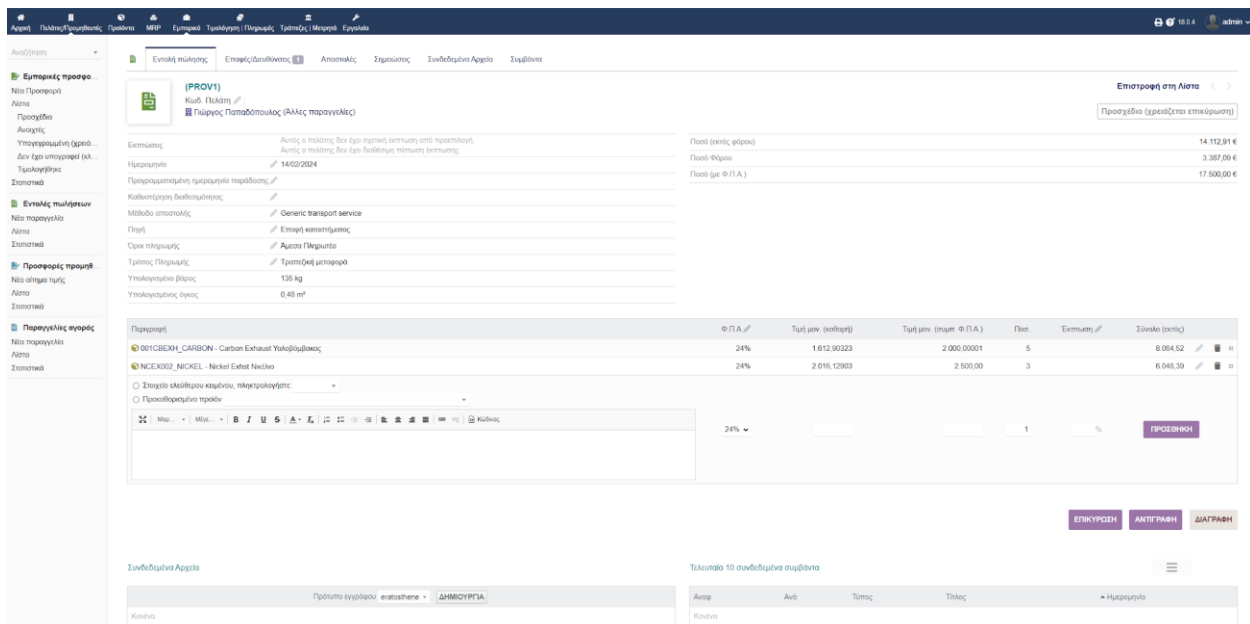 Αρχική Πελάτες/Προμηθευτές Προϊόντα MRP Εμπορικό Τιμολόγηση | Πληρωμές Τράπεζες | Μετρητά Εργαλεία 18.0.4 admin
Αναζήτηση
Εντολή πώλησης Επαφές/Διευθύνσεις 1 Αποστολές Σημειώσεις Συνδεδεμένα Αρχεία Συμβάντα
Εμπορικές προσφο...
Νέα Προσφορά
Λίστα
Προσχέδιο
Ανοιχτές
Υπογεγραμμένη (χρειά...
Δεν έχει υπογραφεί (κλ...
Τιμολογήθηκε
Στατιστικά
Εντολές πωλήσεων
Νέα παραγγελία
Λίστα
Στατιστικά
Προσφορές προμηθ...
Νέο αίτημα τιμής
Λίστα
Στατιστικά
Παραγγελίες αγοράς
Νέα παραγγελία
Λίστα
Στατιστικά
(PROV1)
Κωδ. Πελάτη :
Γιώργος Παπαδόπουλος (Άλλες παραγγελίες)
Επιστροφή στη Λίστα
Προσχέδιο (χρειάζεται επικύρωση)
Εκπτώσεις Αυτός ο πελάτης δεν έχει σχετική έκπτωση από προεπιλογή.
Αυτός ο πελάτης δεν έχει διαθέσιμη πίστωση έκπτωσης.
Ημερομηνία 14/02/2024
Προγραμματισμένη ημερομηνία παράδοσης
Καθυστέρηση διαθεσιμότητας
Μέθοδο αποστολής Generic transport service
Πηγή Επαφή καταστήματος
Όροι πληρωμής Άμεσα Πληρωτέο
Τρόπος Πληρωμής Τραπεζική μεταφορά
Υπολογισμένο βάρος 135 kg
Υπολογισμένος όγκος 0,48 m³
Ποσό (εκτός φόρου) 14.112,91 €
Ποσό Φόρου 3.387,09 €
Ποσό (με Φ.Π.Α.) 17.500,00 €
Περιγραφή Φ.Π.Α Τιμή μον. (καθαρή) Τιμή μον. (συμπ. Φ.Π.Α.) Ποσ. Έκπτωση Σύνολο (εκτός)
001CBEXH_CARBON - Carbon Exhaust Υαλοβάμβακας 24% 1.612,90323 2.000,00001 5 8.064,52
NCEX002_NICKEL - Nickel Exhst Νικέλιο 24% 2.016,12903 2.500,00 3 6.048,39
Στοιχείο ελεύθερου κειμένου, πληκτρολογήστε:
Προκαθορισμένο προϊόν
Μορ... Μέγε... B I U S A Ix Κώδικας
24% 1 % ΠΡΟΣΘΉΚΗ
ΕΠΙΚΥΡΩΣΗ ΑΝΤΙΓΡΑΦΗ ΔΙΑΓΡΑΦΗ
Συνδεδεμένα Αρχεία
Πρότυπο εγγράφου eratosthene ΔΗΜΙΟΥΡΓΙΑ
Κανένα
Τελευταία 10 συνδεδεμένα συμβάντα
Αναφ. Ανά Τύπος Τίτλος Ημερομηνία
Κανένα